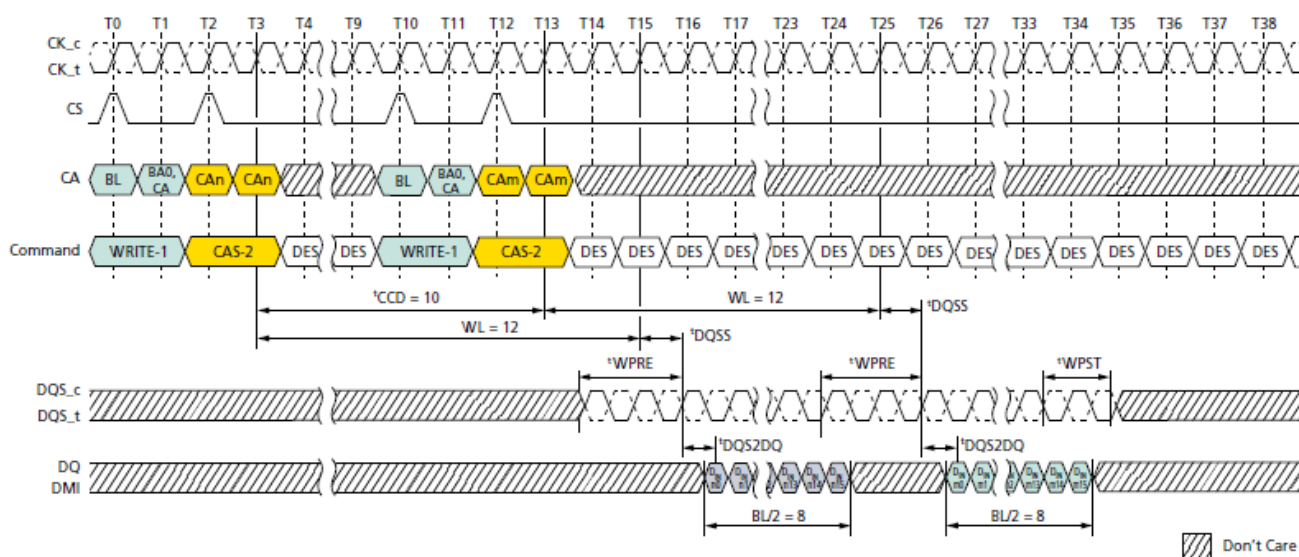 T0 T1 T2 T3 T4 T9 T10 T11 T12 T13 T14 T15 T16 T17 T23 T24 T25 T26 T27 T33 T34 T35 T36 T37 T38
CK_c
CK_t
CS
CA BL BA0, CA CAn CAn BL BA0, CA CAm CAm
Command WRITE-1 CAS-2 DES DES WRITE-1 CAS-2 DES DES DES DES DES DES DES DES DES DES DES DES DES DES
tCCD = 10 WL = 12
WL = 12 tDQSS tDQSS
tWPRE tWPRE tWPST
DQS_c
DQS_t
tDQS2DQ tDQS2DQ
DQ
DMI
BL/2 = 8 BL/2 = 8
Don't Care